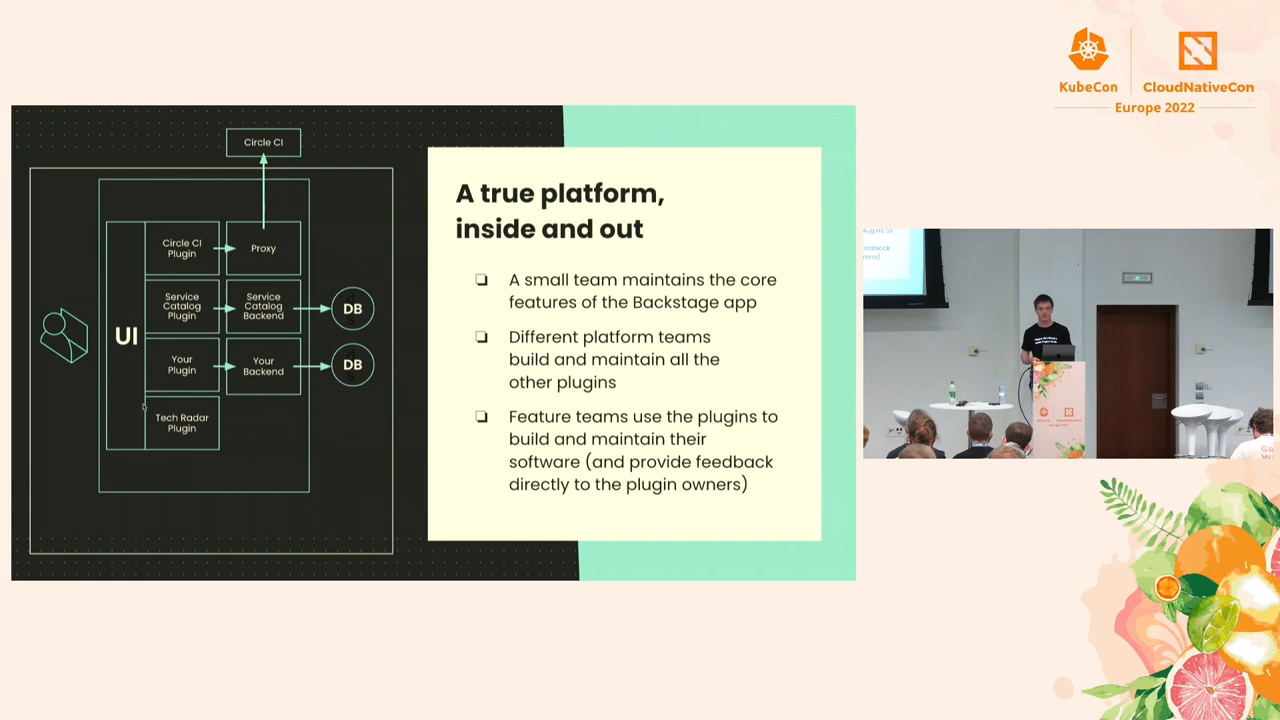 KubeCon
CloudNativeCon
Europe 2022
Circle CI
Circle CI
Plugin
Proxy
Service
Catalog
Plugin
Service
Catalog
Backend
DB
UI
Your
Plugin
Your
Backend
DB
Tech Radar
Plugin
A true platform,
inside and out
❏ A small team maintains the core
features of the Backstage app
❏ Different platform teams
build and maintain all the
other plugins
❏ Feature teams use the plugins to
build and maintain their
software (and provide feedback
directly to the plugin owners)